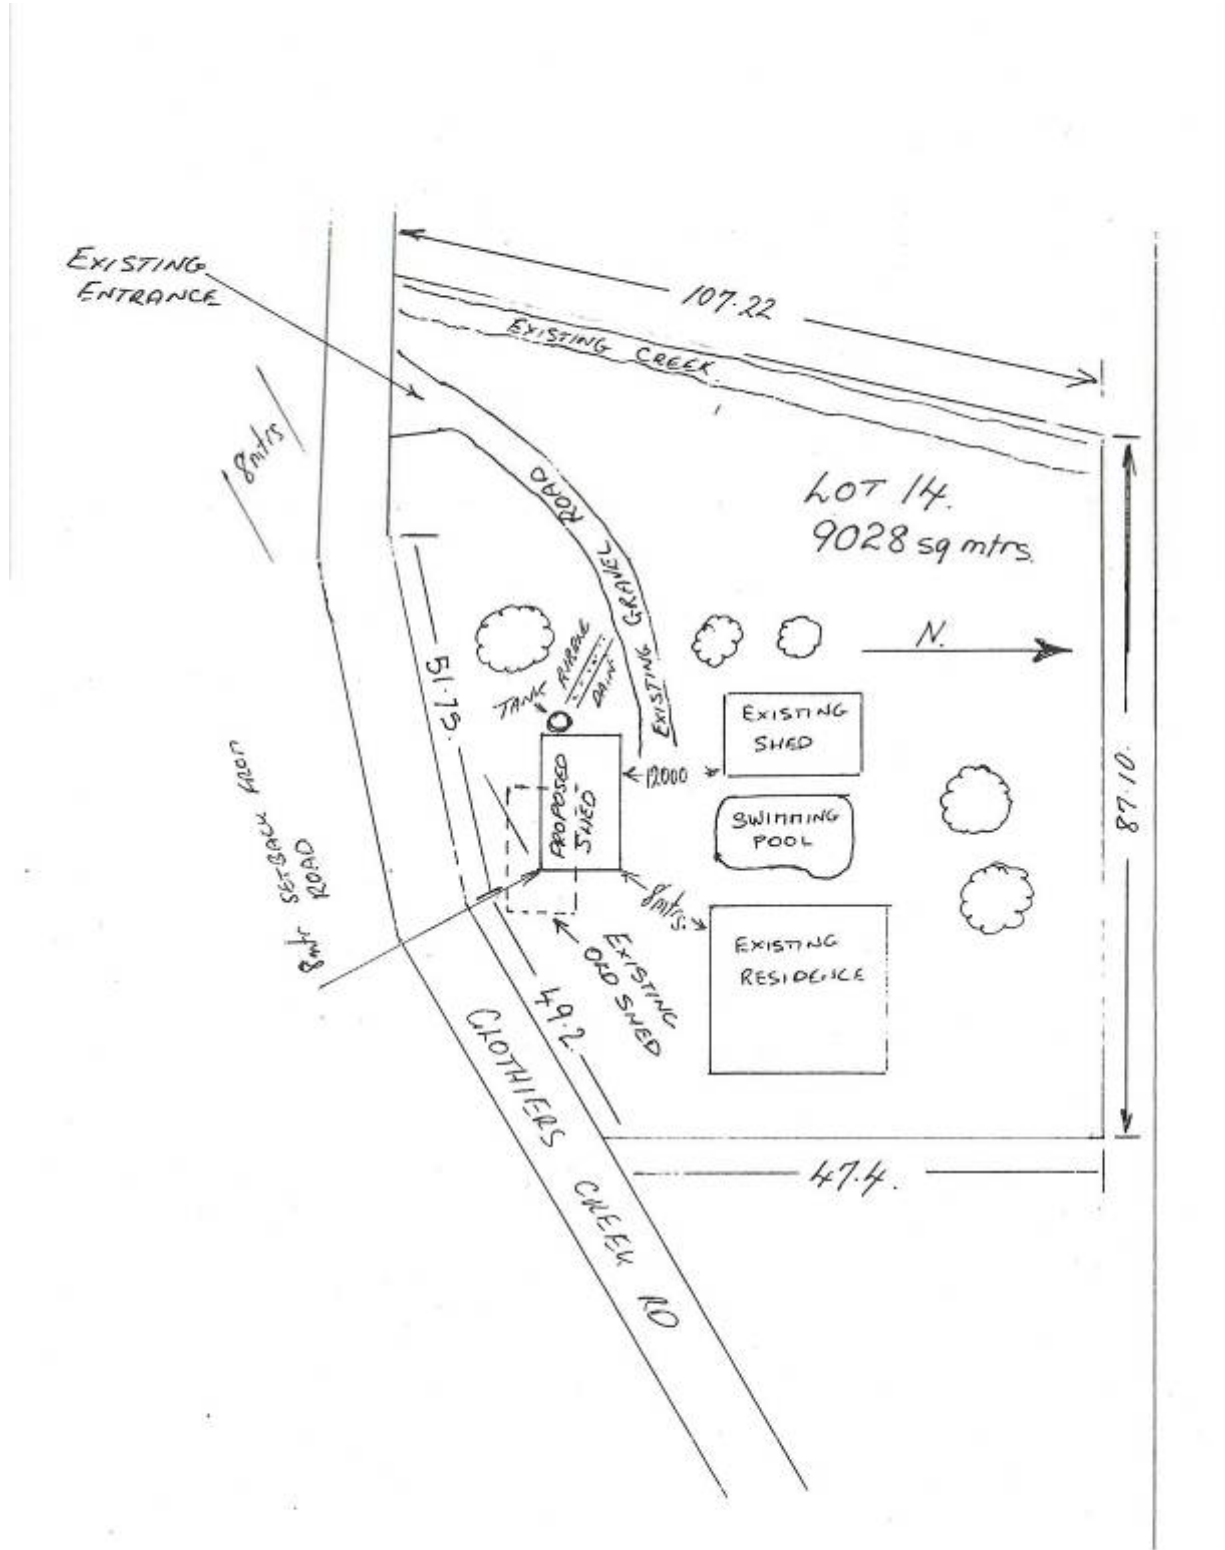 EXISTING
ENTRANCE
107.22
EXISTING CREEK
8mtrs
LOT 14.
9028 sq mtrs.
EXISTING GRAVEL ROAD
N.
51.75.
TANK
RUBBLE
DRAIN
EXISTING
SHED
PROPOSED
SHED
12000
SWIMMING
POOL
87.10.
8mtr SETBACK FROM
ROAD
8mtrs.
EXISTING
OLD SHED
EXISTING
RESIDENCE
49.2.
47.4.
CLOTHIERS CREEK RD